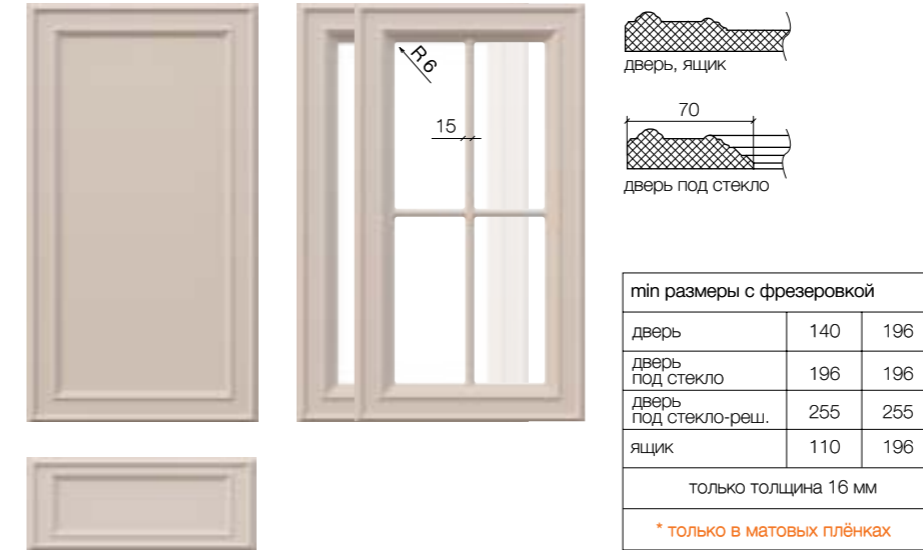 R6
15
дверь, ящик
70
дверь под стекло
min размеры с фрезеровкой
дверь 140 196
дверь
под стекло 196 196
дверь
под стекло-реш. 255 255
ящик 110 196
только толщина 16 мм
* только в матовых плёнках